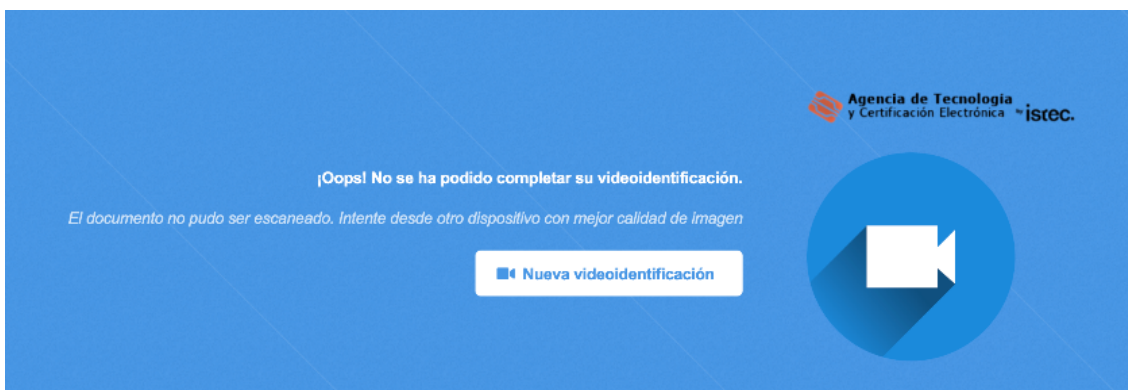 Agencia de Tecnología
y Certificación Electrónica by istec.
¡Oops! No se ha podido completar su videoidentificación.
El documento no pudo ser escaneado. Intente desde otro dispositivo con mejor calidad de imagen
Nueva videoidentificación